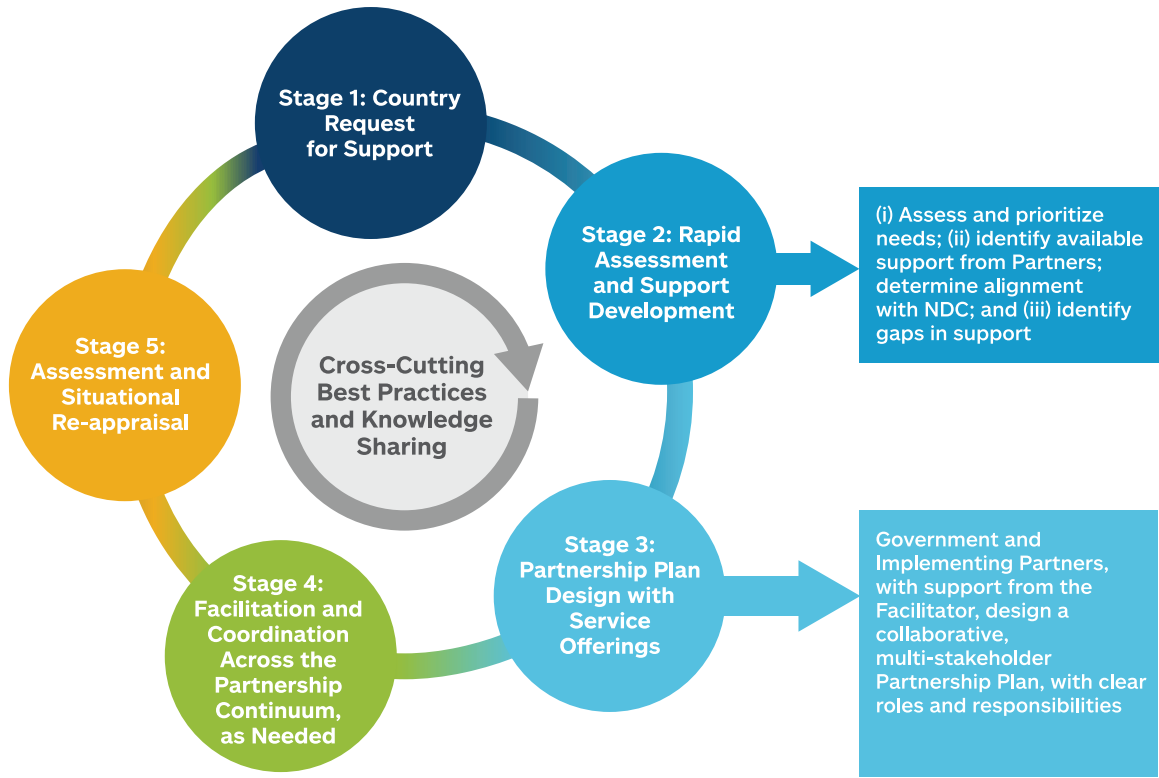 Stage 1: Country
Request
for Support
Stage 2: Rapid
Assessment
and Support
Development
(i) Assess and prioritize
needs; (ii) identify available
support from Partners;
determine alignment
with NDC; and (iii) identify
gaps in support
Stage 3:
Partnership Plan
Design with
Service
Offerings
Government and
Implementing Partners,
with support from the
Facilitator, design a
collaborative,
multi-stakeholder
Partnership Plan, with clear
roles and responsibilities
Stage 4:
Facilitation and
Coordination
Across the
Partnership
Continuum,
as Needed
Stage 5:
Assessment and
Situational
Re-appraisal
Cross-Cutting
Best Practices
and Knowledge
Sharing